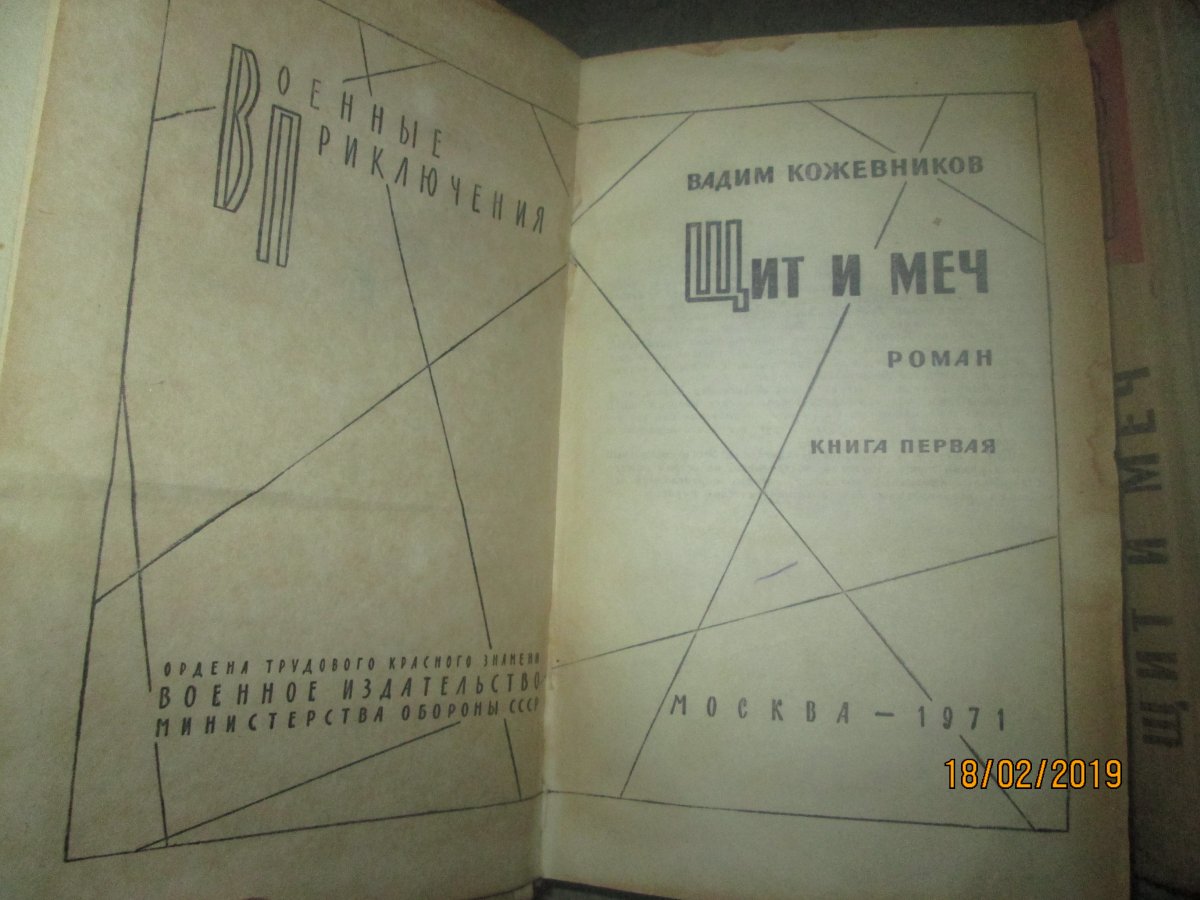 ВОЕННЫЕ
ПРИКЛЮЧЕНИЯ
ОРДЕНА ТРУДОВОГО КРАСНОГО ЗНАМЕНИ
ВОЕННОЕ ИЗДАТЕЛЬСТВО
МИНИСТЕРСТВА ОБОРОНЫ СССР
ВАДИМ КОЖЕВНИКОВ
ЩИТ И МЕЧ
РОМАН
КНИГА ПЕРВАЯ
МОСКВА — 1971
18/02/2019
ЩИТ И МЕЧ